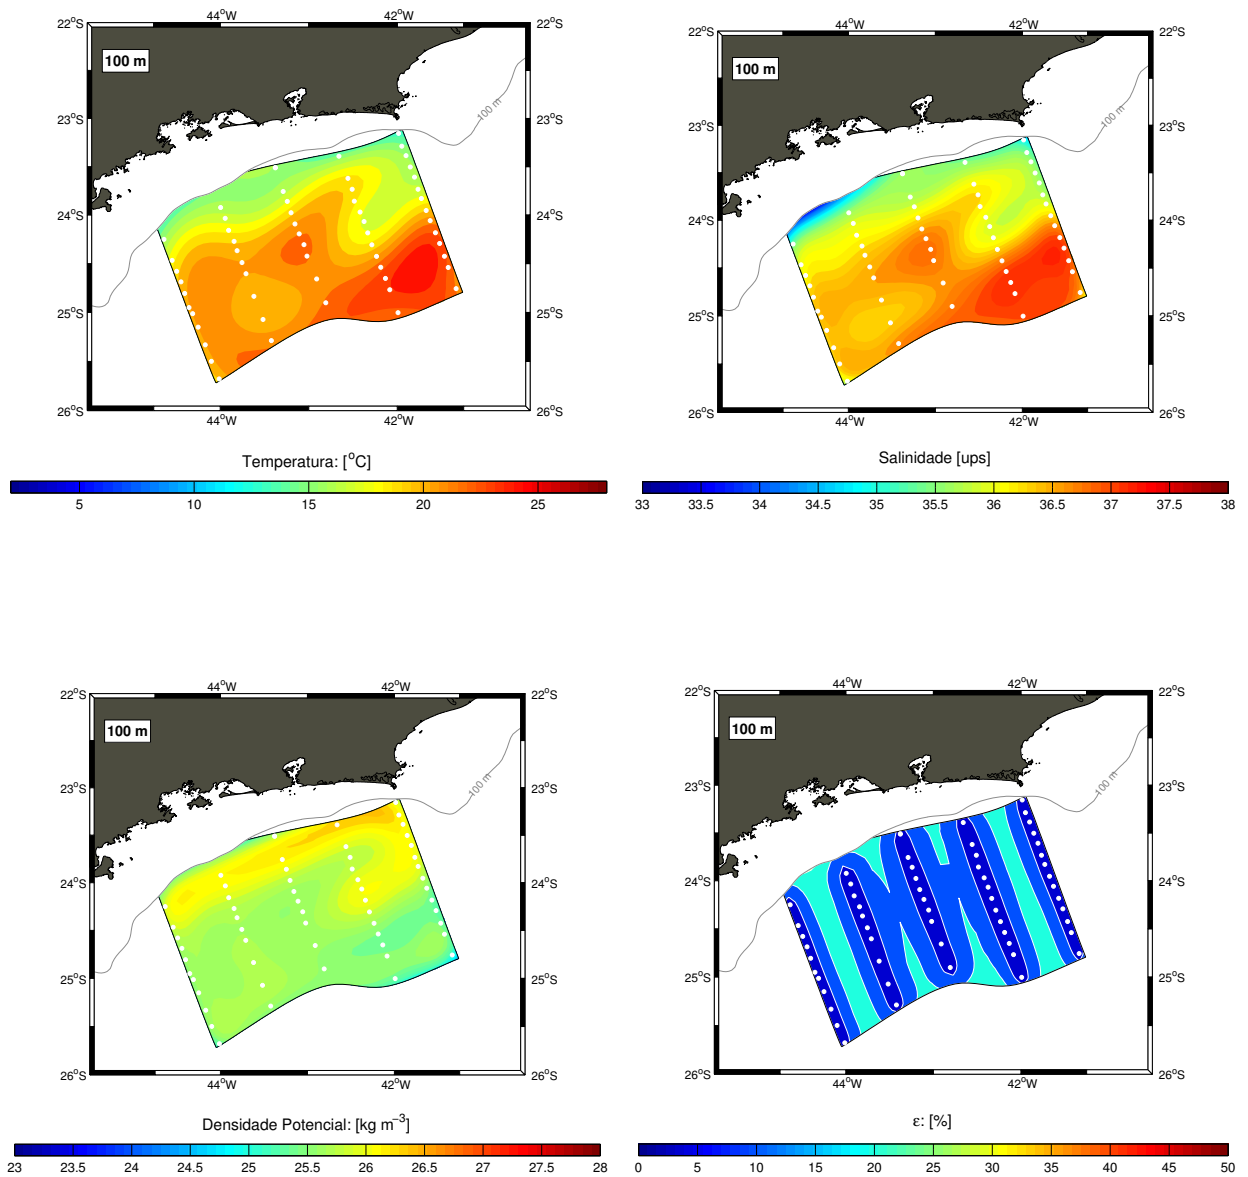 44°W 42°W
22°S 22°S
100 m
100 m
23°S 23°S
24°S 24°S
25°S 25°S
26°S 26°S
44°W 42°W
Temperatura: [°C]
5 10 15 20 25
44°W 42°W
22°S 22°S
100 m
100 m
23°S 23°S
24°S 24°S
25°S 25°S
26°S 26°S
44°W 42°W
Salinidade [ups]
33 33.5 34 34.5 35 35.5 36 36.5 37 37.5 38
44°W 42°W
22°S 22°S
100 m
100 m
23°S 23°S
24°S 24°S
25°S 25°S
26°S 26°S
44°W 42°W
Densidade Potencial: [kg m⁻³]
23 23.5 24 24.5 25 25.5 26 26.5 27 27.5 28
44°W 42°W
22°S 22°S
100 m
100 m
23°S 23°S
24°S 24°S
25°S 25°S
26°S 26°S
44°W 42°W
ε: [%]
0 5 10 15 20 25 30 35 40 45 50